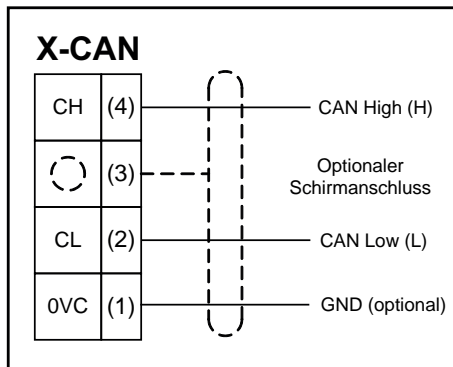 X-CAN
CH (4) CAN High (H)
(3) Optionaler
Schirmanschluss
CL (2) CAN Low (L)
0VC (1) GND (optional)